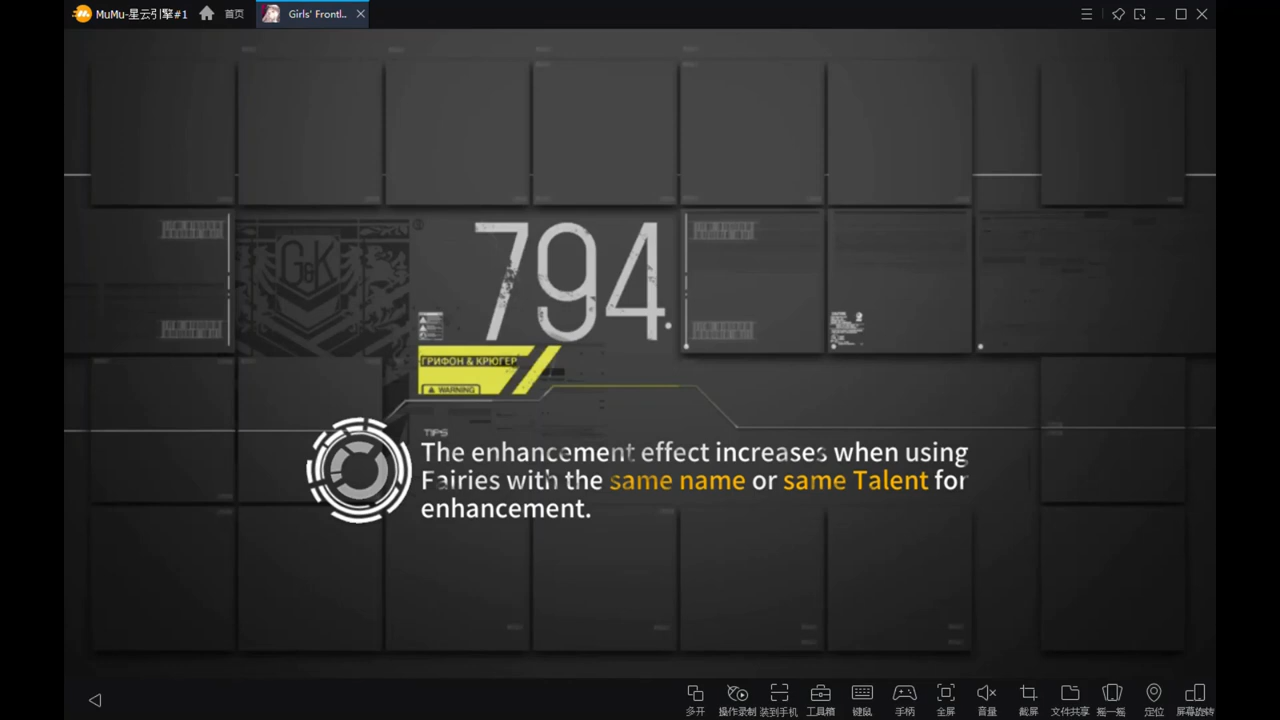 MuMu-星云引擎#1
首页
Girls' Frontl..
G&K
794.
ГРИФОН & КРЮГЕР
WARNING
TIPS
The enhancement effect increases when using
Fairies with the same name or same Talent for
enhancement.
多开
操作录制
装到手机
工具箱
键鼠
手柄
全屏
音量
截屏
文件共享
摇一摇
定位
屏幕旋转